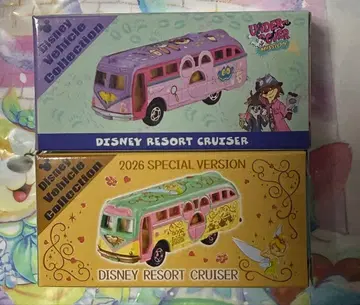 Disney
Vehicle
Collection
DISNEY RESORT CRUISER
Disney
Vehicle
Collection
2026 SPECIAL VERSION
DISNEY RESORT CRUISER